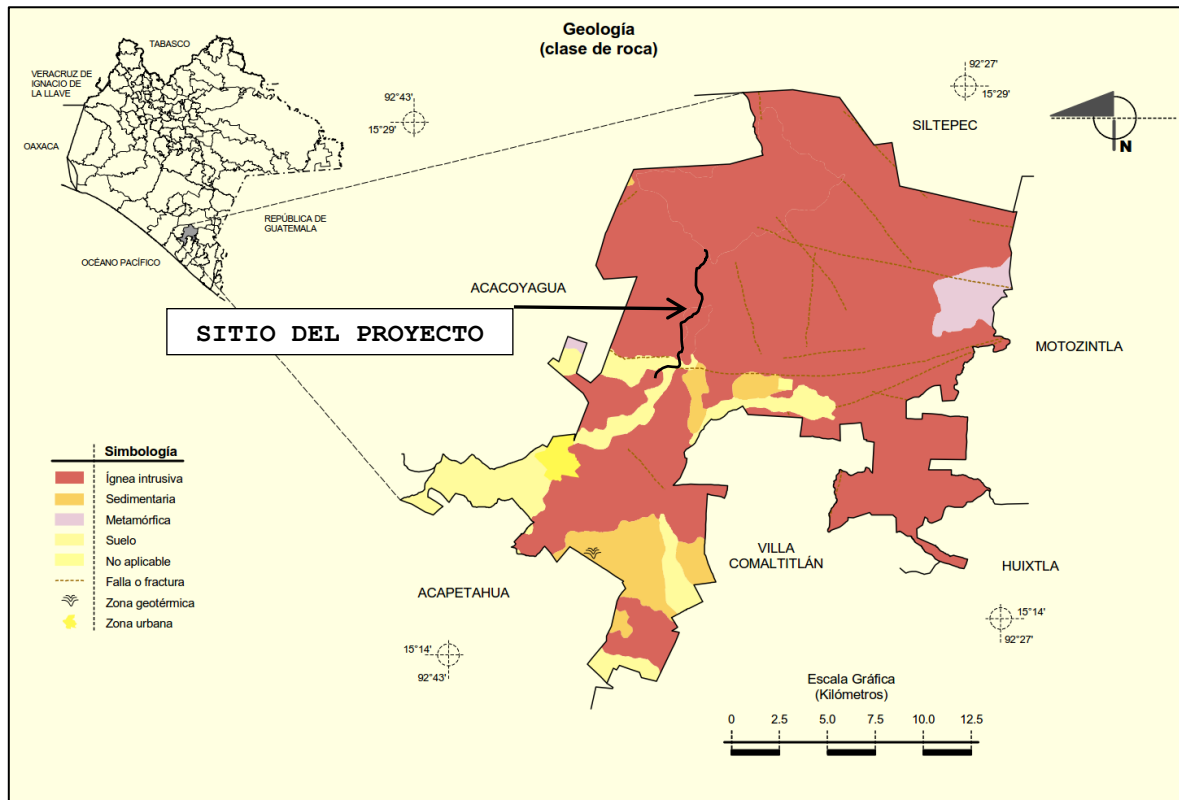 Geología
(clase de roca)
TABASCO
VERACRUZ DE
IGNACIO DE
LA LLAVE
OAXACA
REPÚBLICA DE
GUATEMALA
OCÉANO PACÍFICO
92°43'
15°29'
92°27'
15°29'
SILTEPEC
N
ACACOYAGUA
SITIO DEL PROYECTO
MOTOZINTLA
Simbología
Ígnea intrusiva
Sedimentaria
Metamórfica
Suelo
No aplicable
Falla o fractura
Zona geotérmica
Zona urbana
VILLA
COMALTITLÁN
HUIXTLA
ACAPETAHUA
15°14'
92°43'
15°14'
92°27'
Escala Gráfica
(Kilómetros)
0 2.5 5.0 7.5 10.0 12.5